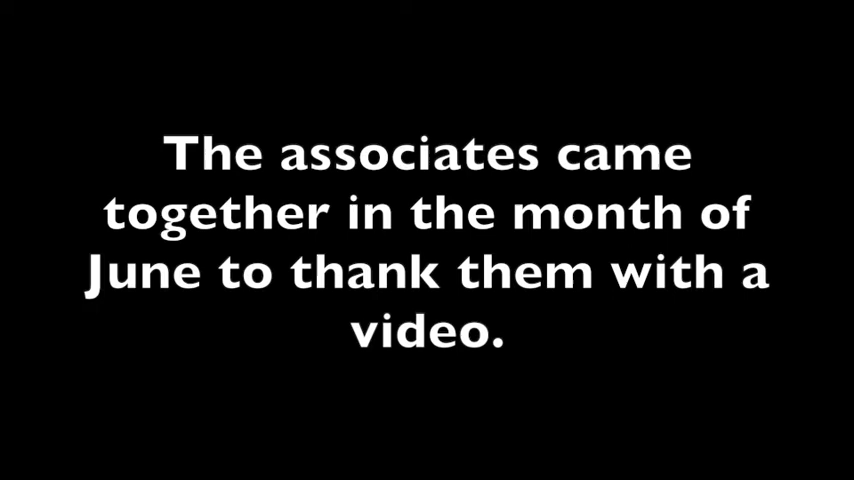 The associates came
together in the month of
June to thank them with a
video.